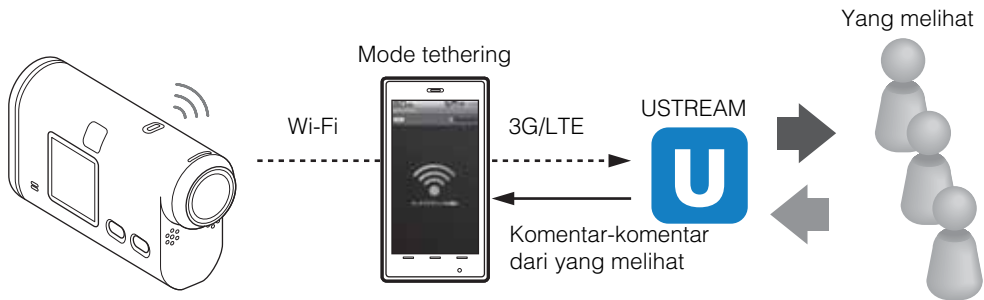 Yang melihat
Mode tethering
Wi-Fi
3G/LTE
USTREAM
U
Komentar-komentar
dari yang melihat